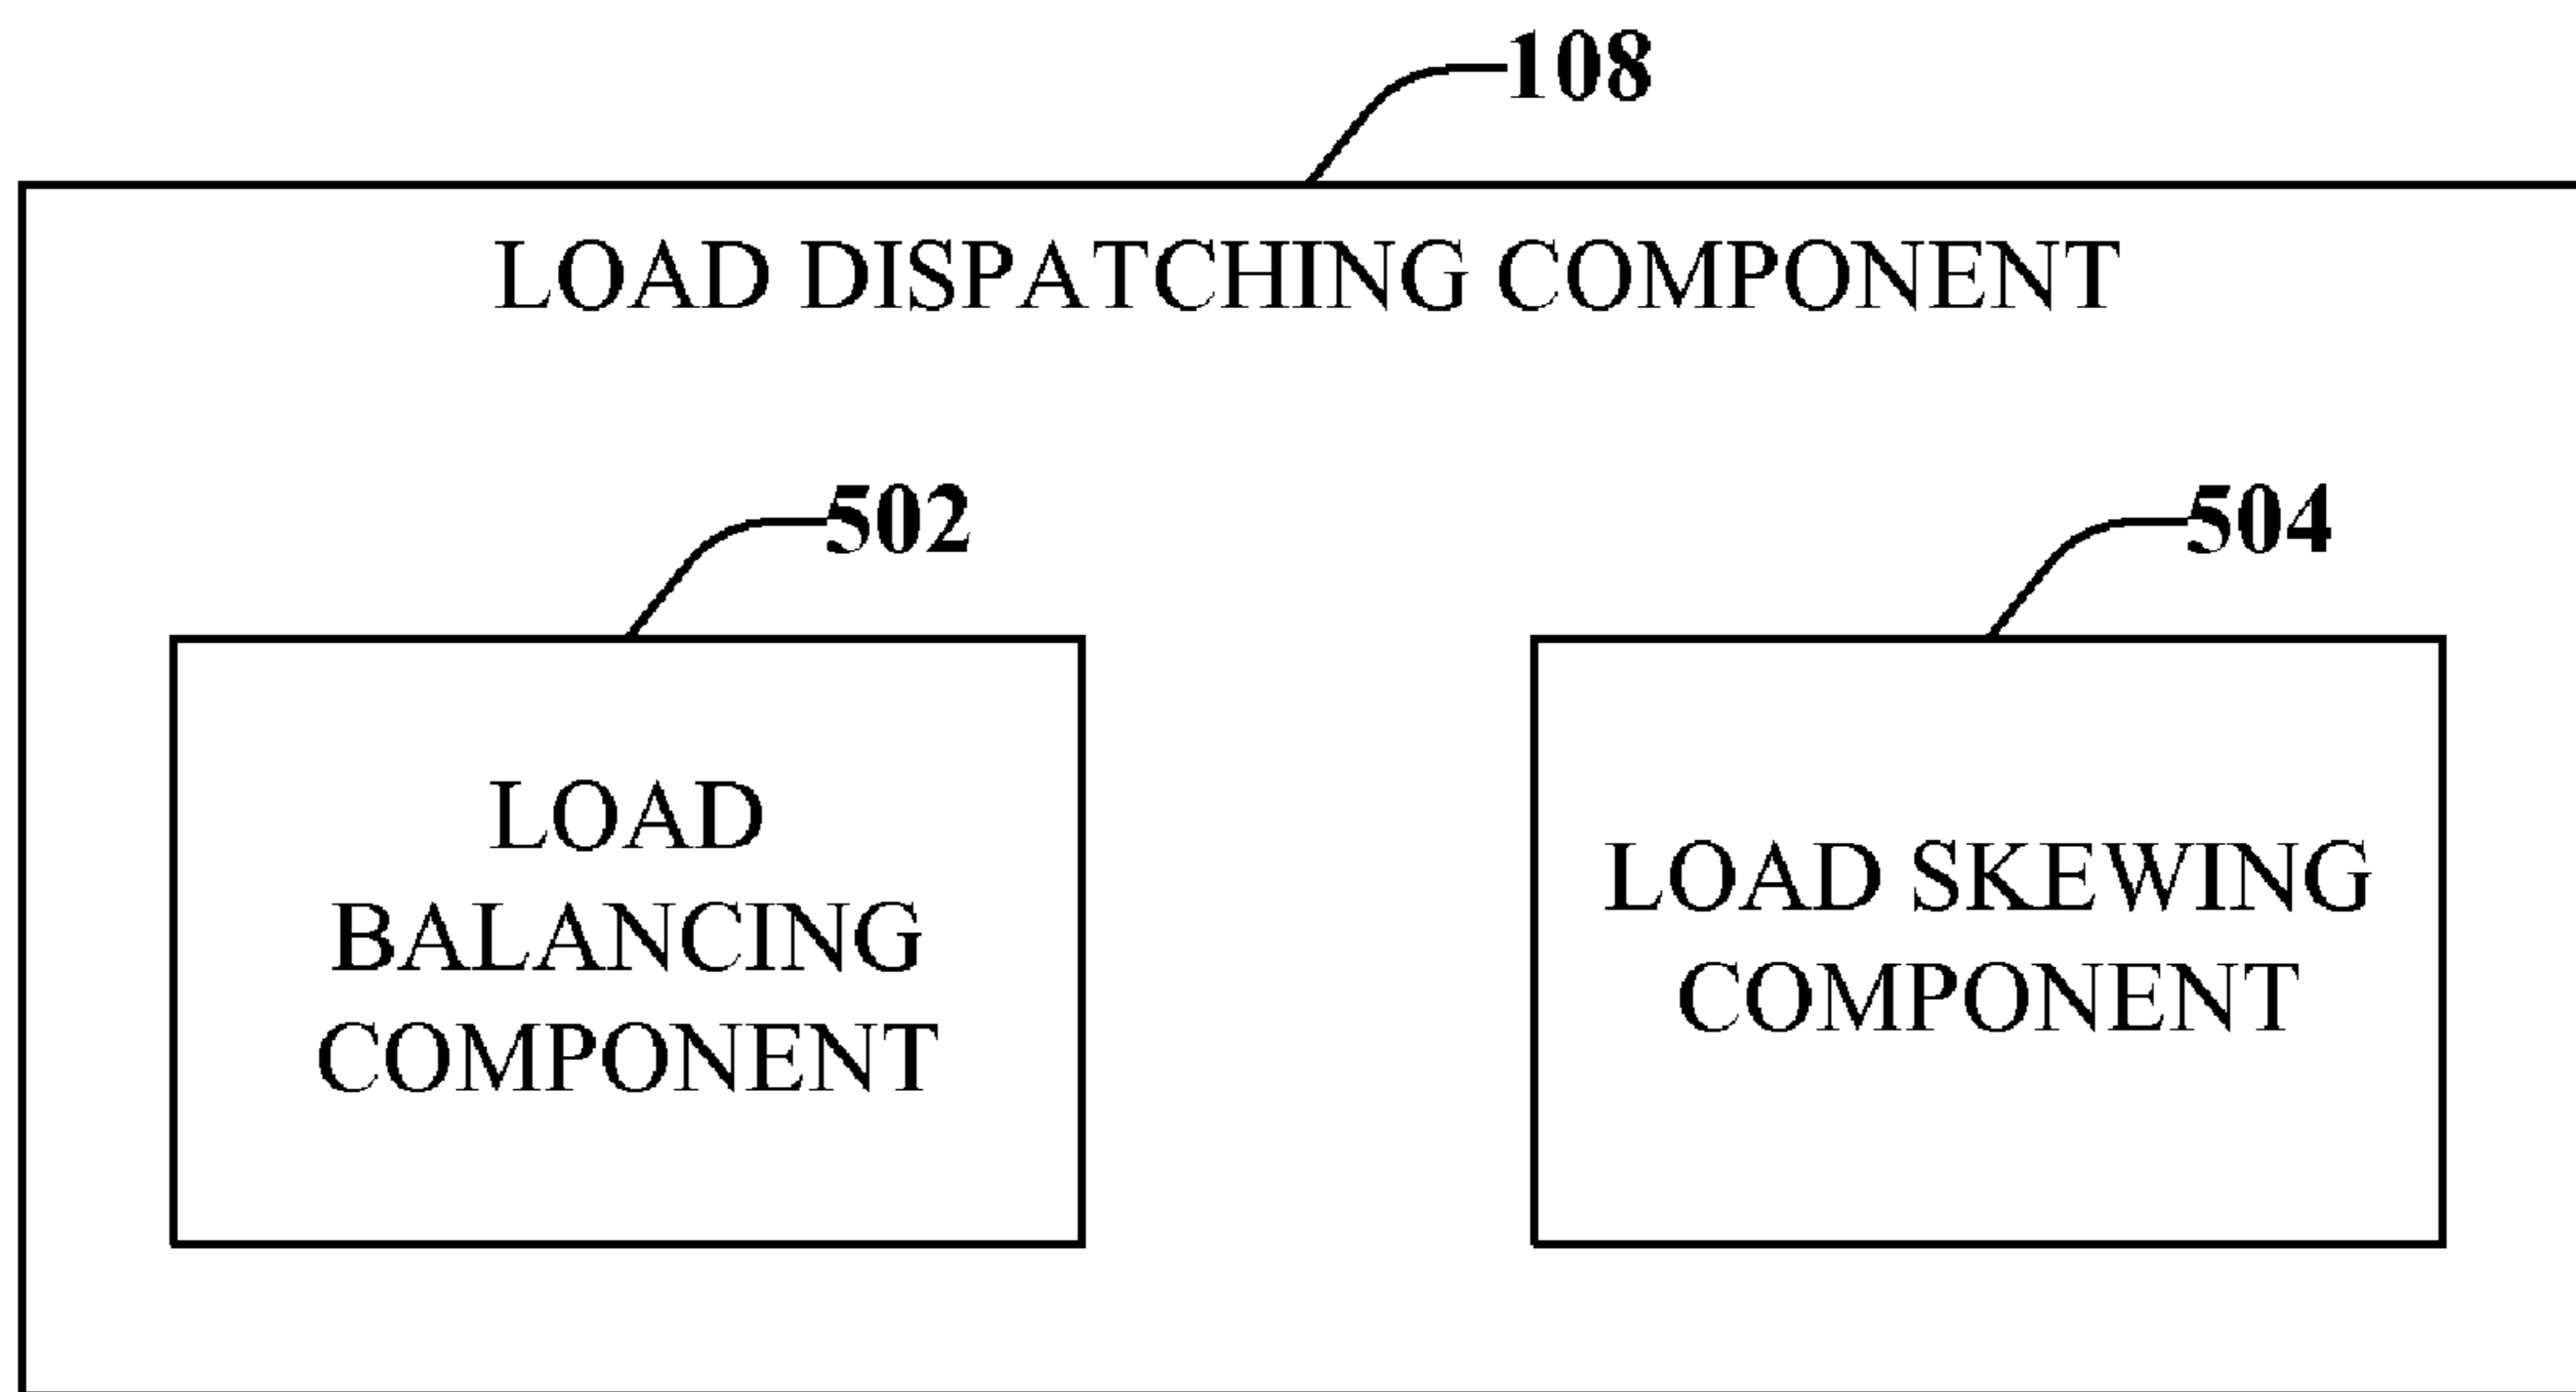 108
LOAD DISPATCHING COMPONENT
502
504
LOAD
BALANCING
COMPONENT
LOAD SKEWING
COMPONENT